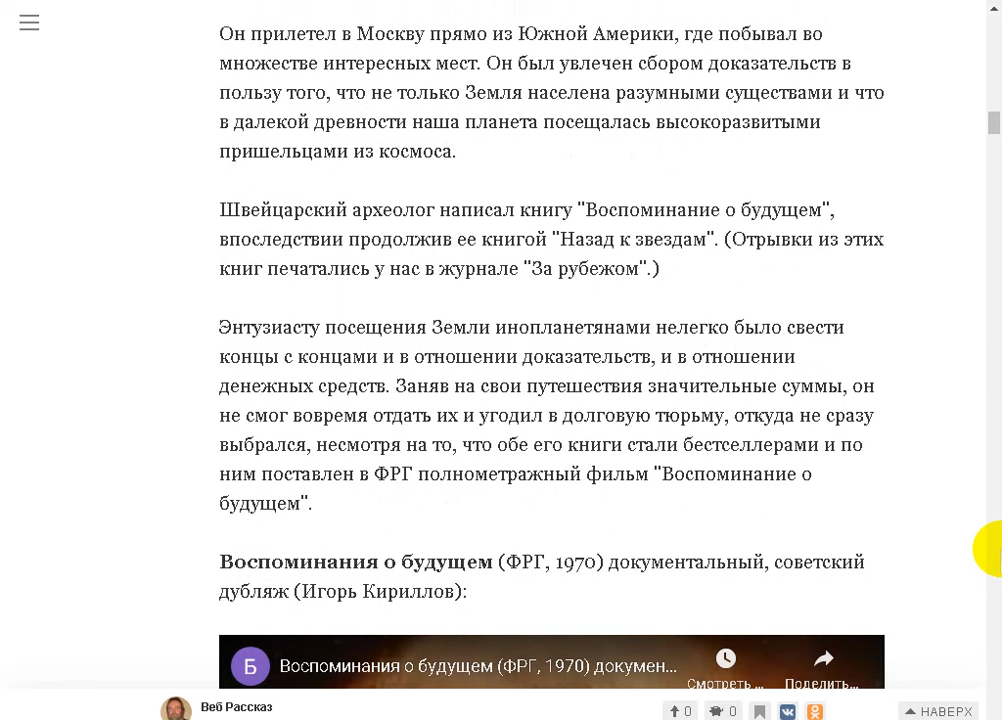 Он прилетел в Москву прямо из Южной Америки, где побывал во
множестве интересных мест. Он был увлечен сбором доказательств в
пользу того, что не только Земля населена разумными существами и что
в далекой древности наша планета посещалась высокоразвитыми
пришельцами из космоса.
Швейцарский археолог написал книгу "Воспоминание о будущем",
впоследствии продолжив ее книгой "Назад к звездам". (Отрывки из этих
книг печатались у нас в журнале "За рубежом".)
Энтузиасту посещения Земли инопланетянами нелегко было свести
концы с концами и в отношении доказательств, и в отношении
денежных средств. Заняв на свои путешествия значительные суммы, он
не смог вовремя отдать их и угодил в долговую тюрьму, откуда не сразу
выбрался, несмотря на то, что обе его книги стали бестселлерами и по
ним поставлен в ФРГ полнометражный фильм "Воспоминание о
будущем".
Воспоминания о будущем (ФРГ, 1970) документальный, советский
дубляж (Игорь Кириллов):
Б Воспоминания о будущем (ФРГ, 1970) докумен...
Смотреть ... Поделить...
Веб Рассказ
0 0 НАВЕРХ